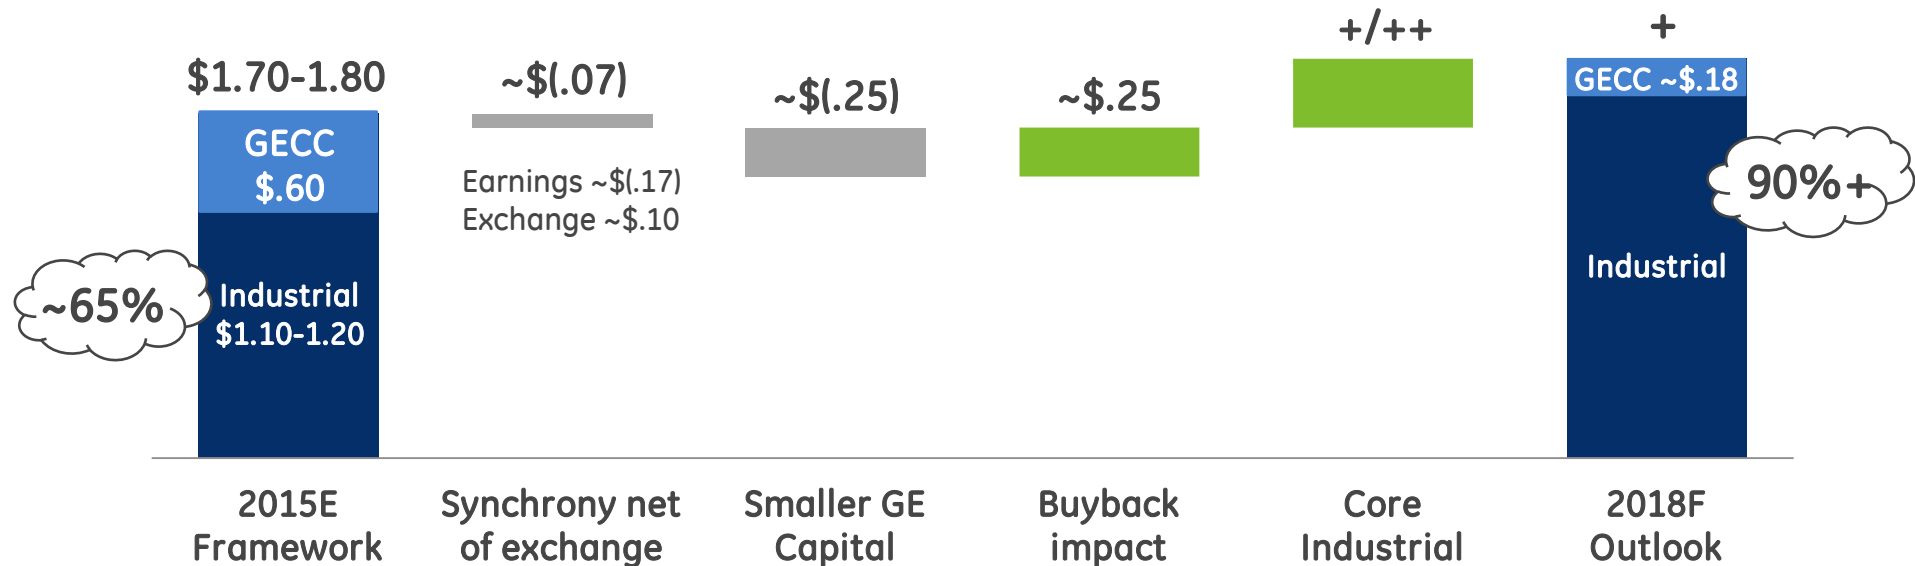 $1.70-1.80
GECC
$.60
Industrial
$1.10-1.20
~65%
2015E
Framework
~$(.07)
Earnings ~$(.17)
Exchange ~$.10
Synchrony net
of exchange
~$(.25)
Smaller GE
Capital
~$.25
Buyback
impact
+/++
Core
Industrial
+
GECC ~$.18
90%+
Industrial
2018F
Outlook